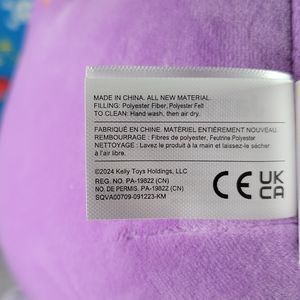 MADE IN CHINA. ALL NEW MATERIAL.
FILLING: Polyester Fiber, Polyester Felt
TO CLEAN: Hand wash, then air dry.
FABRIQUÉ EN CHINE. MATÉRIEL ENTIÈREMENT NOUVEAU.
REMBOURRAGE : Fibres de polyester, Feutrine Polyester
NETTOYAGE : Lavez le produit à la main et laissez-le sécher
à l'air libre.
©2024 Kelly Toys Holdings, LLC
REG. NO. PA-19822 (CN)
NO. DE PERMIS. PA-19822 (CN)
SQVA00709-091223-KM
CE UK
CA